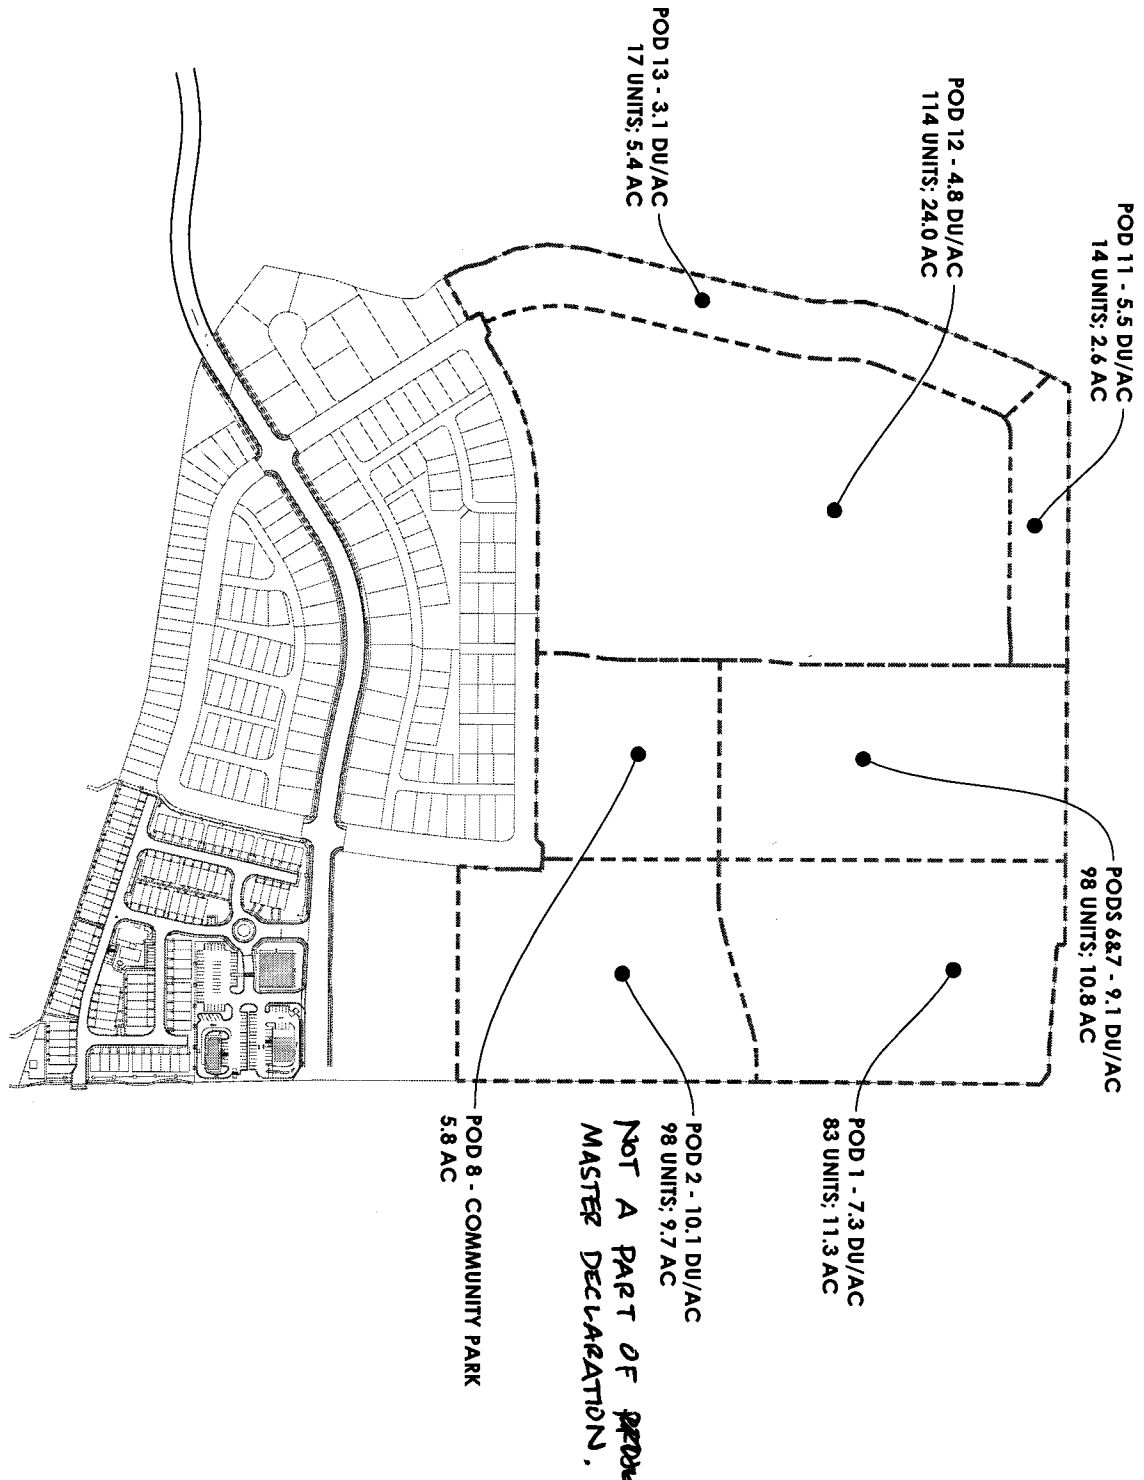 POD 11 - 5.5 DU/AC
14 UNITS; 2.6 AC
POD 12 - 4.8 DU/AC
114 UNITS; 24.0 AC
POD 13 - 3.1 DU/AC
17 UNITS; 5.4 AC
PODS 6&7 - 9.1 DU/AC
98 UNITS; 10.8 AC
POD 1 - 7.3 DU/AC
83 UNITS; 11.3 AC
POD 2 - 10.1 DU/AC
98 UNITS; 9.7 AC
NOT A PART OF
MASTER DECLARATION.
POD 8 - COMMUNITY PARK
5.8 AC